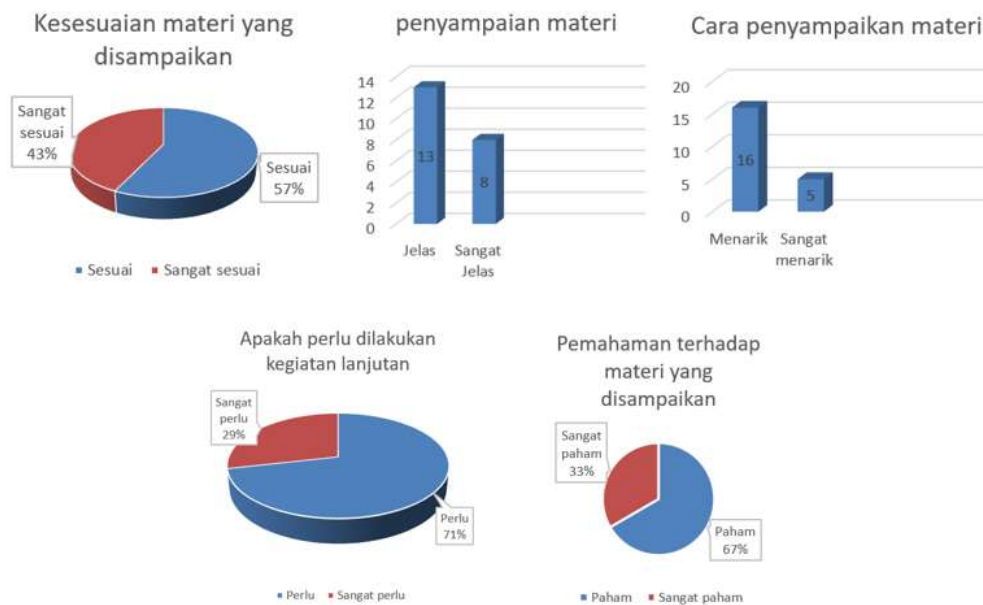 Kesesuaian materi yang
disampaikan
Sangat
sesuai
43%
Sesuai
57%
Sesuai
Sangat sesuai
penyampaian materi
14
12
10
8
6
4
2
0
13
8
Jelas
Sangat
Jelas
Cara penyampaikan materi
20
15
10
5
0
16
5
Menarik
Sangat
menarik
Apakah perlu dilakukan
kegiatan lanjutan
Sangat
perlu
29%
Perlu
71%
Perlu
Sangat perlu
Pemahaman terhadap
materi yang
disampaikan
Sangat
paham
33%
Paham
67%
Paham
Sangat paham